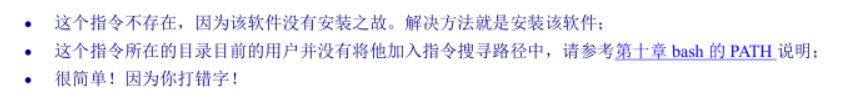 • 这个指令不存在，因为该软件没有安装之故。解决方法就是安装该软件；
• 这个指令所在的目录目前的用户并没有将他加入指令搜寻路径中，请参考第十章 bash 的 PATH 说明；
• 很简单！因为你打错字！